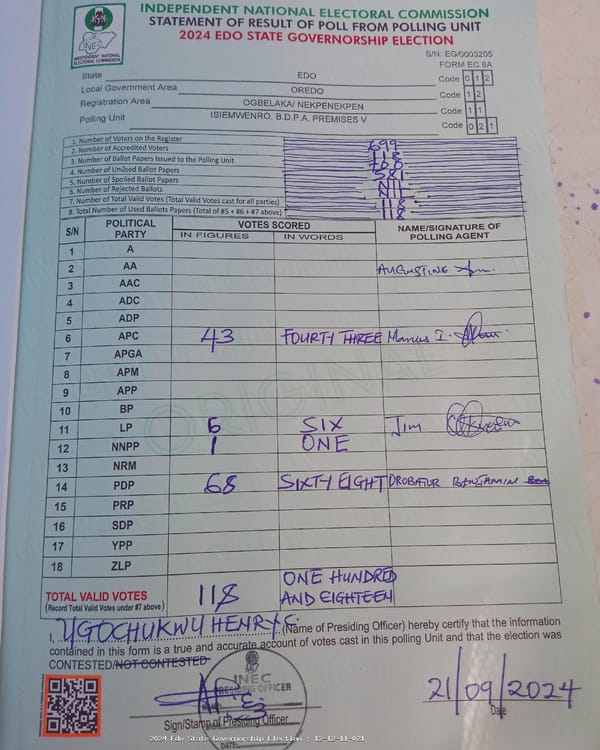 INDEPENDENT NATIONAL ELECTORAL COMMISSION
STATEMENT OF RESULT OF POLL FROM POLLING UNIT
2024 EDO STATE GOVERNORSHIP ELECTION
INEC
INDEPENDENT NATIONAL
ELECTORAL COMMISSION
S/N: EG/0003205
FORM EC 8A
State EDO Code 0 1 2
Local Government Area OREDO Code 1 2
Registration Area OGBELAKA/ NEKPENEKPEN Code 1 1
Polling Unit ISIEMWENRO, B.D.P.A. PREMISES V Code 0 2 1
1. Number of Voters on the Register 699
2. Number of Accredited Voters 118
3. Number of Ballot Papers Issued to the Polling Unit 700
4. Number of Unused Ballot Papers 581
5. Number of Spoiled Ballot Papers NIL
6. Number of Rejected Ballots NIL
7. Number of Total Valid Votes (Total Valid Votes cast for all parties) 118
8. Total Number of Used Ballots Papers (Total of #5 + #6 + #7 above) 118
S/N POLITICAL PARTY VOTES SCORED NAME/SIGNATURE OF POLLING AGENT
IN FIGURES IN WORDS
1 A
2 AA AUGUSTINE
3 AAC
4 ADC
5 ADP
6 APC 43 FOURTY THREE Marcus I.
7 APGA
8 APM
9 APP
10 BP
11 LP 6 SIX Jim
12 NNPP 1 ONE
13 NRM
14 PDP 68 SIXTY EIGHT BENJAMIN
15 PRP
16 SDP
17 YPP
18 ZLP
TOTAL VALID VOTES 118 ONE HUNDRED
(Record Total Valid Votes under #7 above) AND EIGHTEEN
I, UGOCHUKWU HENRY C. (Name of Presiding Officer) hereby certify that the information
contained in this form is a true and accurate account of votes cast in this polling Unit and that the election was
CONTESTED/NOT CONTESTED
INEC
PRESIDING OFFICER
DATE:
21/09/2024
Sign/Stamp of Presiding Officer Date
2024 Edo State Governorship Election : 12-12-11-021
ORIGINAL